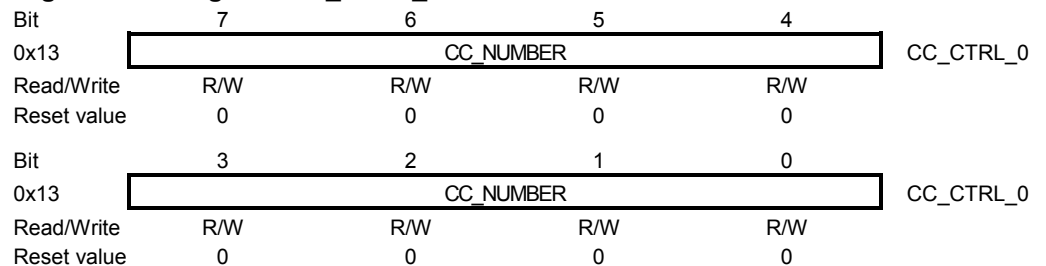 Bit 7 6 5 4
0x13 CC_NUMBER CC_CTRL_0
Read/Write R/W R/W R/W R/W
Reset value 0 0 0 0
Bit 3 2 1 0
0x13 CC_NUMBER CC_CTRL_0
Read/Write R/W R/W R/W R/W
Reset value 0 0 0 0